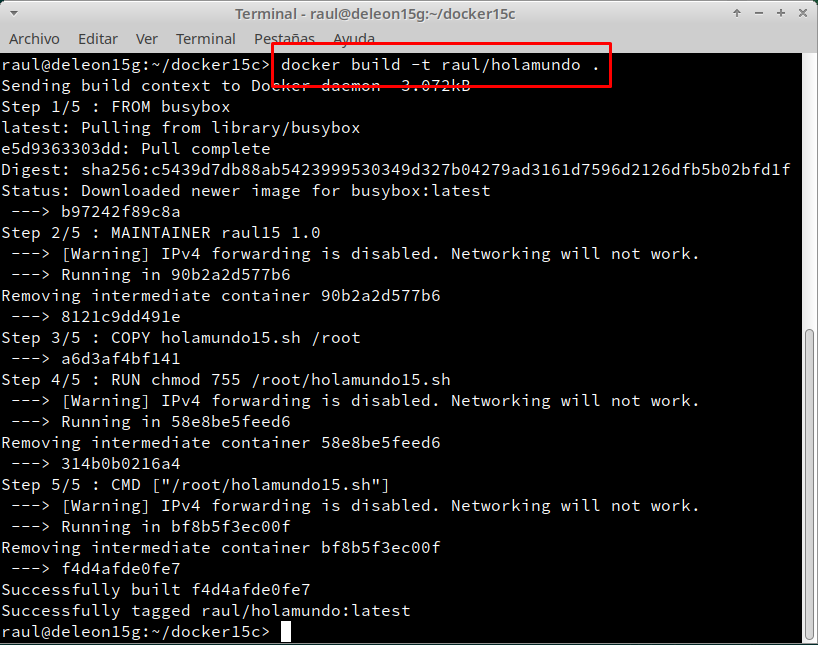 Terminal - raul@deleon15g:~/docker15c
Archivo Editar Ver Terminal Pestañas Ayuda
raul@deleon15g:~/docker15c> docker build -t raul/holamundo .
Sending build context to Docker daemon  3.072kB
Step 1/5 : FROM busybox
latest: Pulling from library/busybox
e5d9363303dd: Pull complete
Digest: sha256:c5439d7db88ab5423999530349d327b04279ad3161d7596d2126dfb5b02bfd1f
Status: Downloaded newer image for busybox:latest
 ---> b97242f89c8a
Step 2/5 : MAINTAINER raul15 1.0
 ---> [Warning] IPv4 forwarding is disabled. Networking will not work.
 ---> Running in 90b2a2d577b6
Removing intermediate container 90b2a2d577b6
 ---> 8121c9dd491e
Step 3/5 : COPY holamundo15.sh /root
 ---> a6d3af4bf141
Step 4/5 : RUN chmod 755 /root/holamundo15.sh
 ---> [Warning] IPv4 forwarding is disabled. Networking will not work.
 ---> Running in 58e8be5feed6
Removing intermediate container 58e8be5feed6
 ---> 314b0b0216a4
Step 5/5 : CMD ["/root/holamundo15.sh"]
 ---> [Warning] IPv4 forwarding is disabled. Networking will not work.
 ---> Running in bf8b5f3ec00f
Removing intermediate container bf8b5f3ec00f
 ---> f4d4afde0fe7
Successfully built f4d4afde0fe7
Successfully tagged raul/holamundo:latest
raul@deleon15g:~/docker15c>